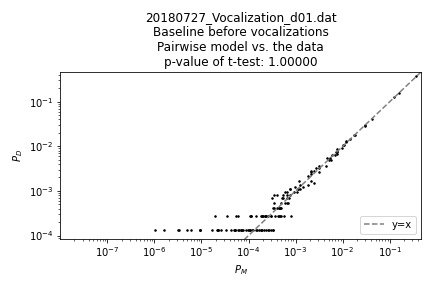 20180727_Vocalization_d01.dat
Baseline before vocalizations
Pairwise model vs. the data
p-value of t-test: 1.00000
10⁻¹
10⁻²
10⁻³
10⁻⁴
P_D
y=x
10⁻⁷ 10⁻⁶ 10⁻⁵ 10⁻⁴ 10⁻³ 10⁻² 10⁻¹
P_M